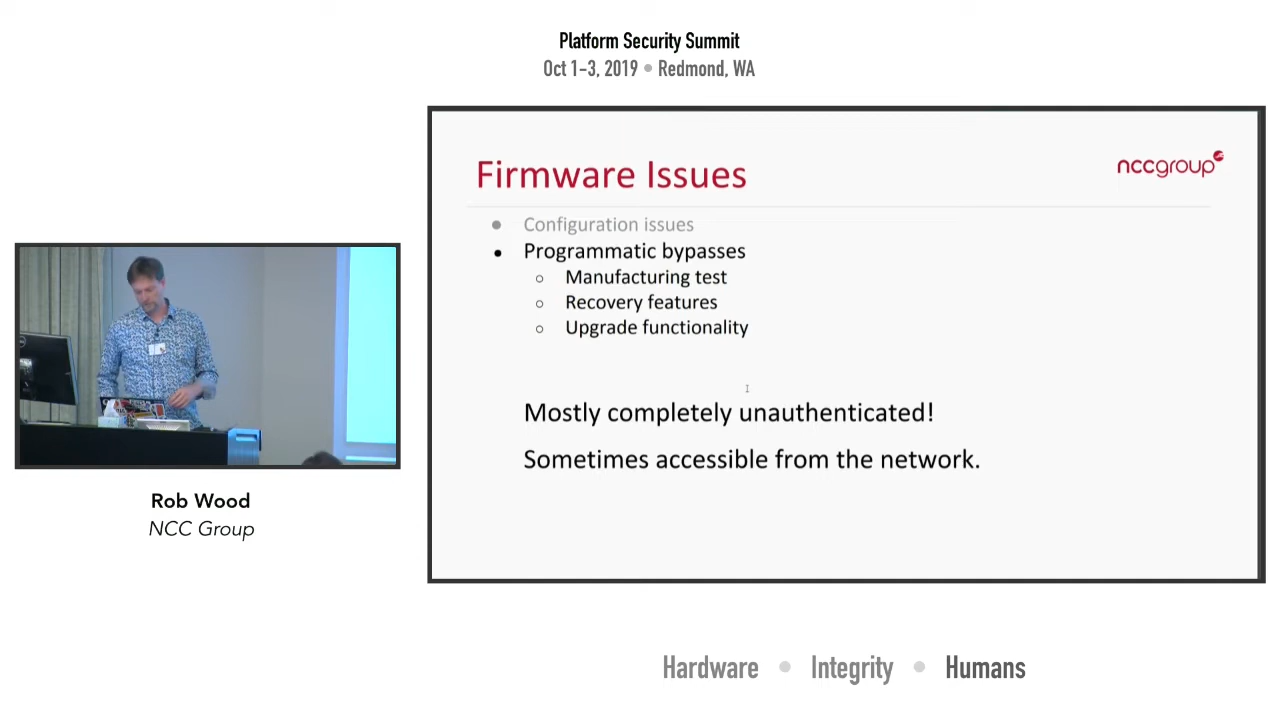 Platform Security Summit
Oct 1-3, 2019 • Redmond, WA
Firmware Issues
nccgroup
• Configuration issues
• Programmatic bypasses
○ Manufacturing test
○ Recovery features
○ Upgrade functionality
Mostly completely unauthenticated!
Sometimes accessible from the network.
Rob Wood
NCC Group
Hardware • Integrity • Humans